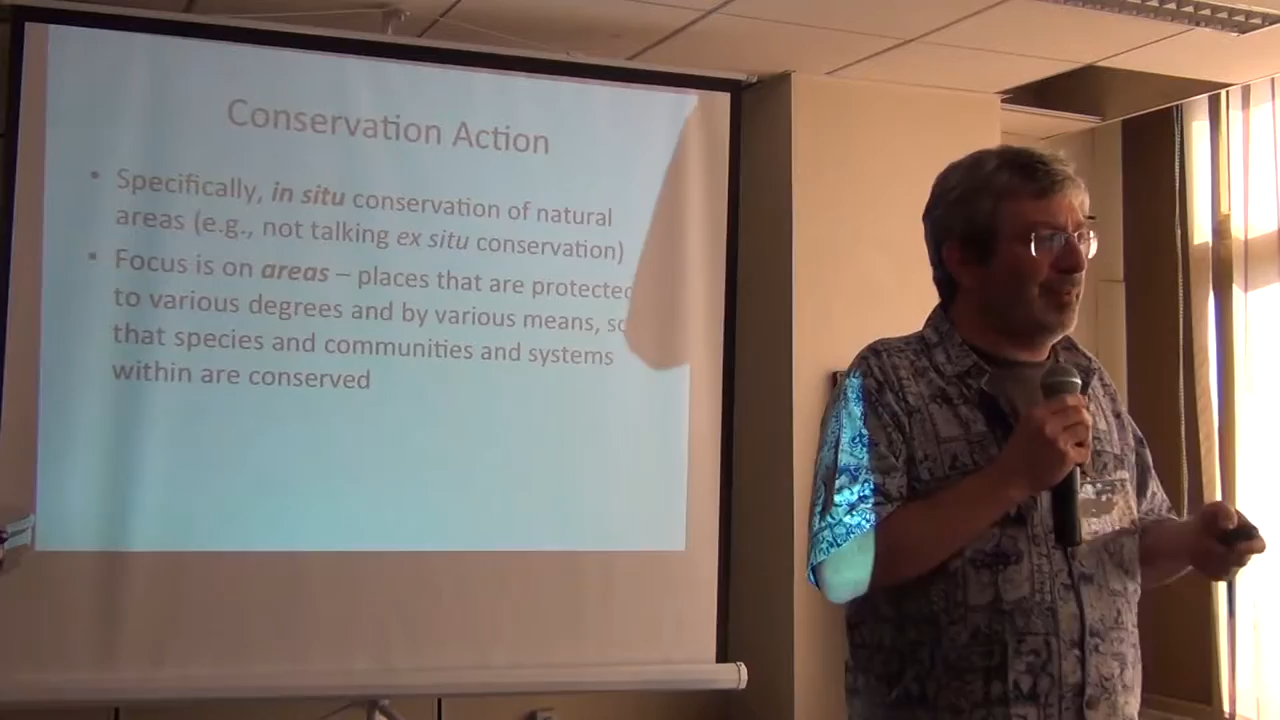 Conservation Action
• Specifically, in situ conservation of natural
areas (e.g., not talking ex situ conservation)
• Focus is on areas – places that are protected
to various degrees and by various means, so
that species and communities and systems
within are conserved